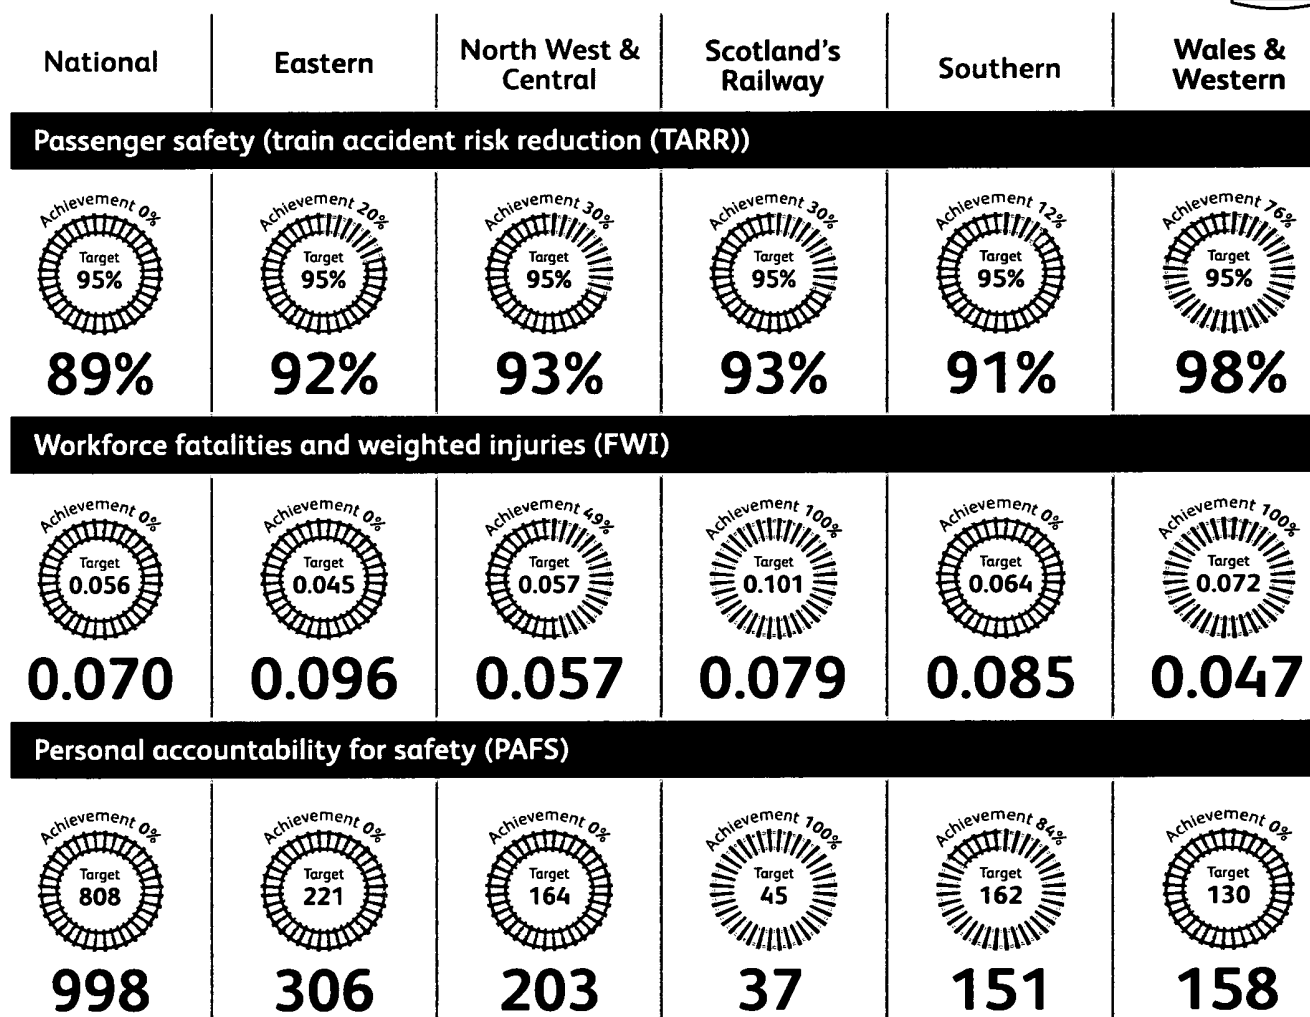 National Eastern North West & Central Scotland's Railway Southern Wales & Western
Passenger safety (train accident risk reduction (TARR))
Achievement 0% Achievement 20% Achievement 30% Achievement 30% Achievement 12% Achievement 76%
Target Target Target Target Target Target
95% 95% 95% 95% 95% 95%
89% 92% 93% 93% 91% 98%
Workforce fatalities and weighted injuries (FWI)
Achievement 0% Achievement 0% Achievement 49% Achievement 100% Achievement 0% Achievement 100%
Target Target Target Target Target Target
0.056 0.045 0.057 0.101 0.064 0.072
0.070 0.096 0.057 0.079 0.085 0.047
Personal accountability for safety (PAFS)
Achievement 0% Achievement 0% Achievement 0% Achievement 100% Achievement 84% Achievement 0%
Target Target Target Target Target Target
808 221 164 45 162 130
998 306 203 37 151 158